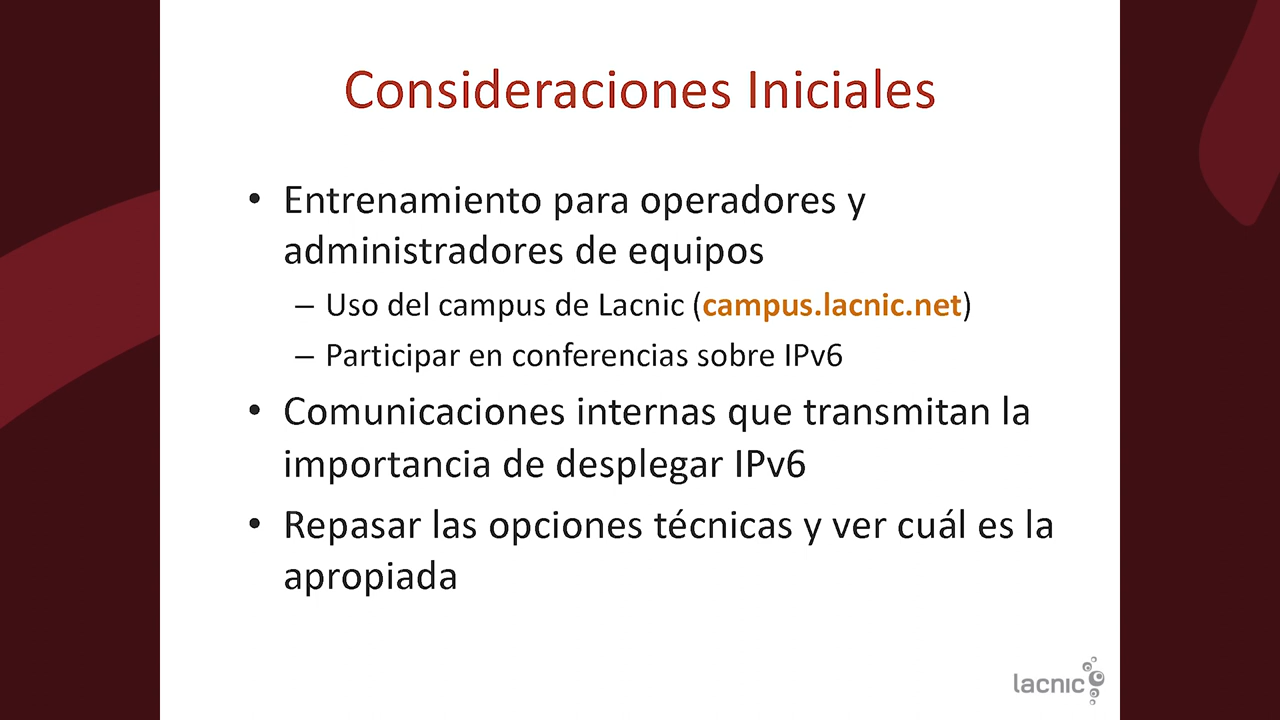 Consideraciones Iniciales
• Entrenamiento para operadores y
administradores de equipos
– Uso del campus de Lacnic (campus.lacnic.net)
– Participar en conferencias sobre IPv6
• Comunicaciones internas que transmitan la
importancia de desplegar IPv6
• Repasar las opciones técnicas y ver cuál es la
apropiada
lacnic